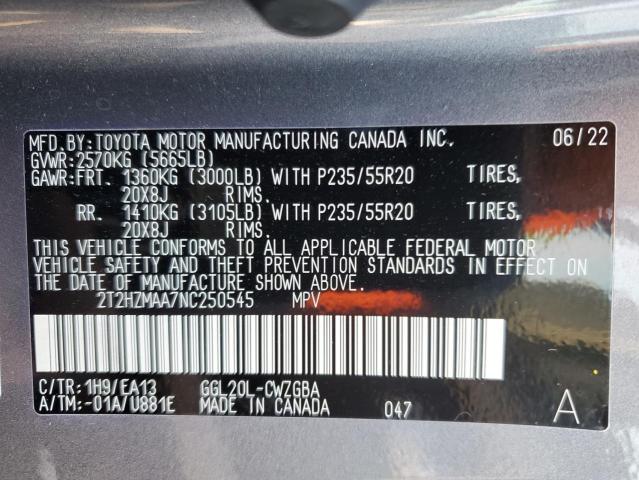 MFD.BY:TOYOTA MOTOR MANUFACTURING CANADA INC. 06/22
GVWR:2570KG (5665LB)
GAWR:FRT. 1360KG (3000LB) WITH P235/55R20 TIRES,
20X8J RIMS.
RR. 1410KG (3105LB) WITH P235/55R20 TIRES,
20X8J RIMS.
THIS VEHICLE CONFORMS TO ALL APPLICABLE FEDERAL MOTOR
VEHICLE SAFETY AND THEFT PREVENTION STANDARDS IN EFFECT ON
THE DATE OF MANUFACTURE SHOWN ABOVE.
2T2HZMAA7NC250545 MPV
C/TR:1H9/EA13 GGL20L-CWZGBA
A/TM:-01A/U881E MADE IN CANADA 047 A